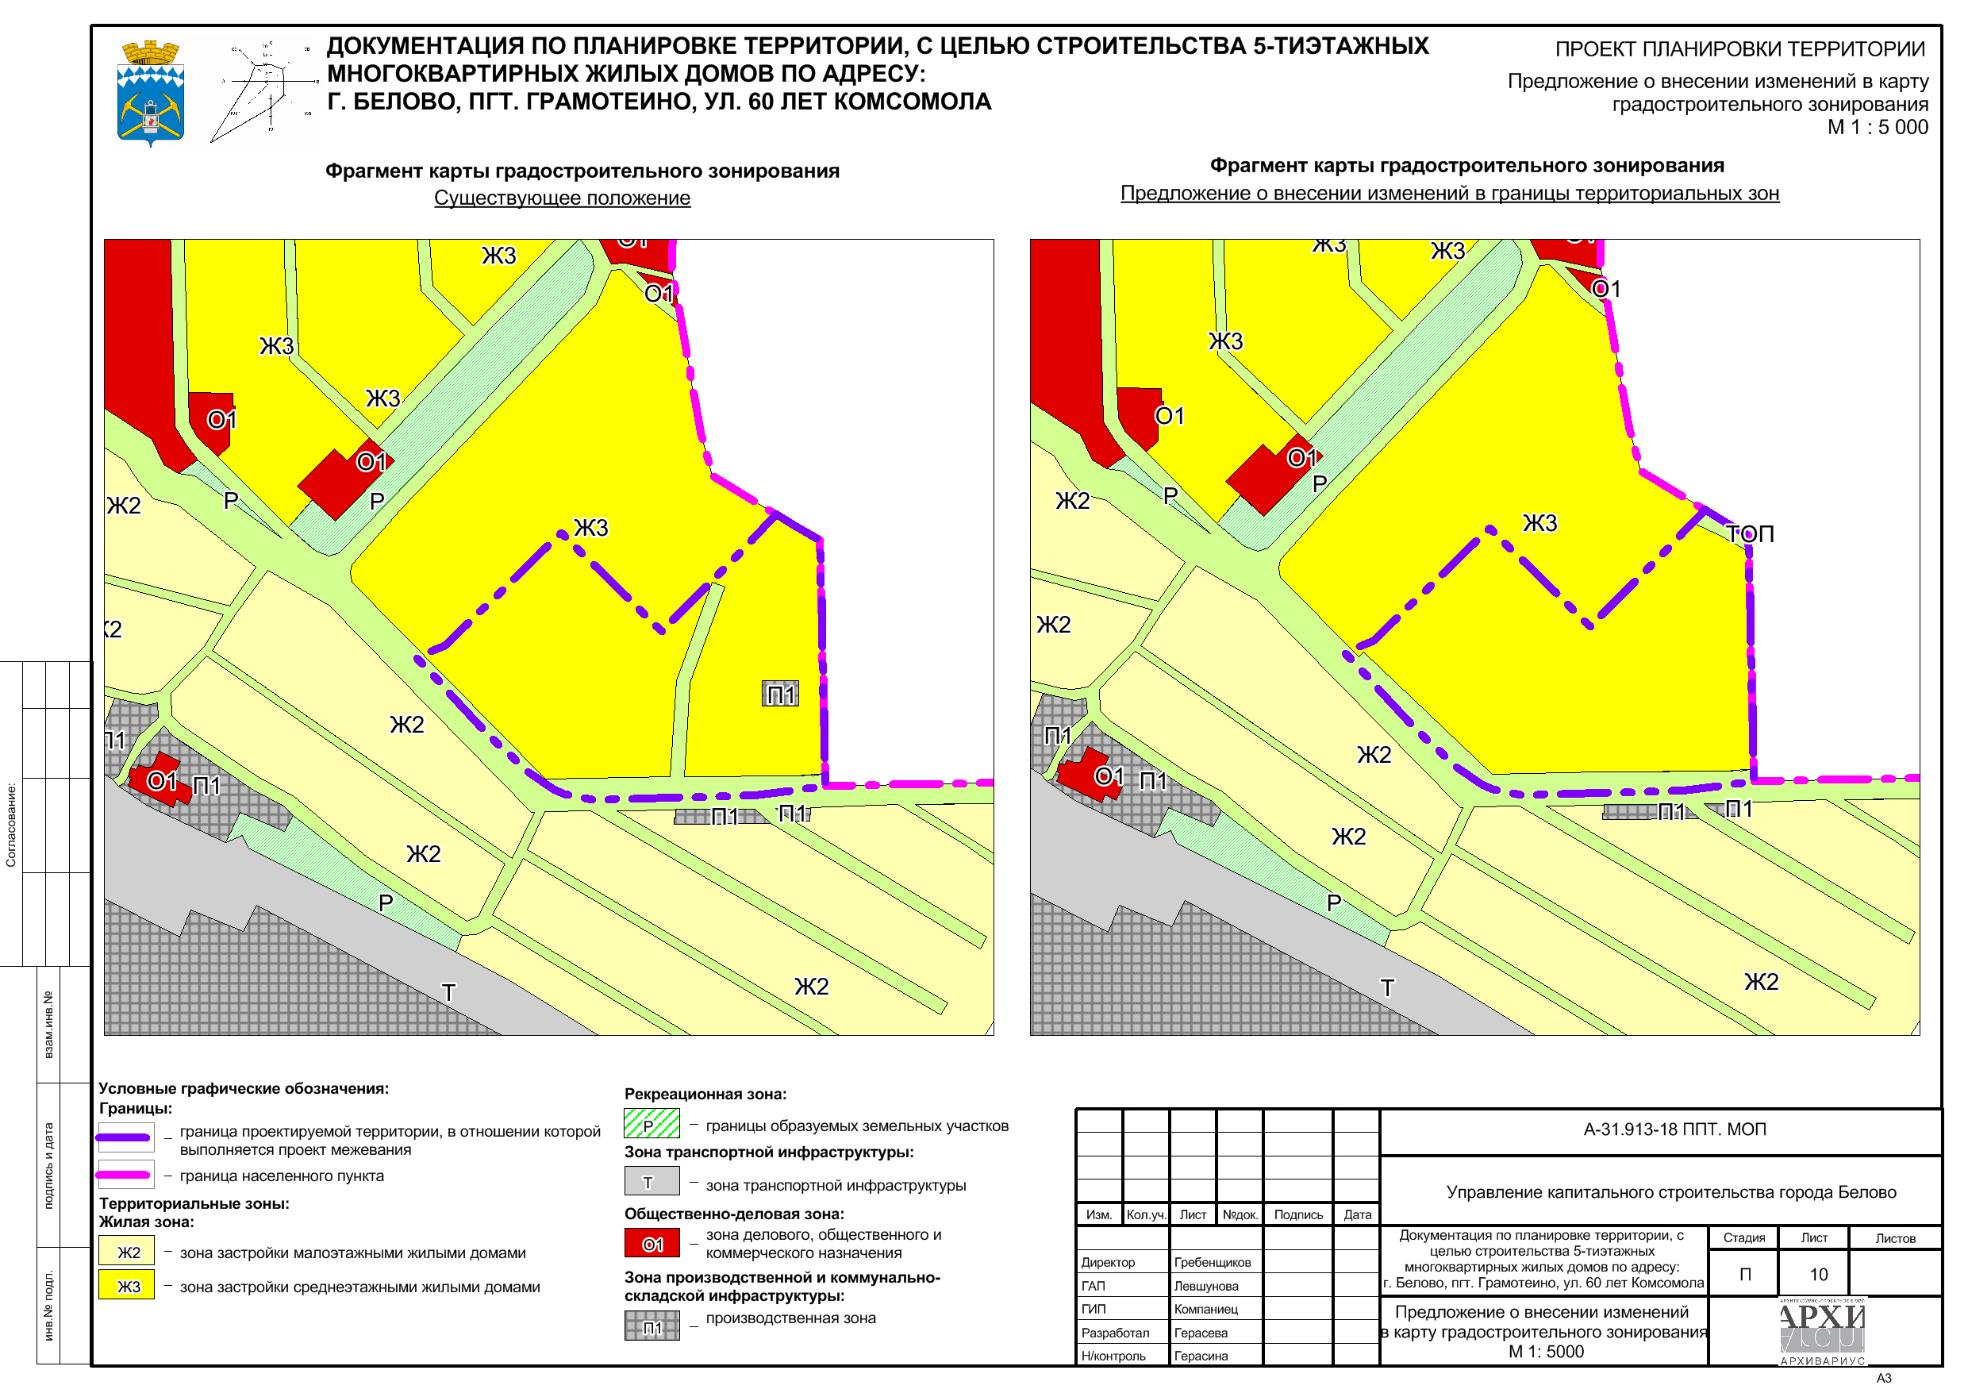 ДОКУМЕНТАЦИЯ ПО ПЛАНИРОВКЕ ТЕРРИТОРИИ, С ЦЕЛЬЮ СТРОИТЕЛЬСТВА 5-ТИЭТАЖНЫХ
МНОГОКВАРТИРНЫХ ЖИЛЫХ ДОМОВ ПО АДРЕСУ:
Г. БЕЛОВО, ПГТ. ГРАМОТЕИНО, УЛ. 60 ЛЕТ КОМСОМОЛА
ПРОЕКТ ПЛАНИРОВКИ ТЕРРИТОРИИ
Предложение о внесении изменений в карту
градостроительного зонирования
М 1 : 5 000
Фрагмент карты градостроительного зонирования
Существующее положение
Фрагмент карты градостроительного зонирования
Предложение о внесении изменений в границы территориальных зон
О1
Ж3
О1
Ж3
Ж3
О1
О1
Р
Р
Ж2
Ж3
Ж2
П1
Ж2
П1
О1
П1
П1
П1
Ж2
Р
Ж2
Т
Ж3
Ж3
О1
О1
Ж3
О1
О1
Р
Р
Ж2
Ж3
ТОП
Ж2
П1
Ж2
О1
П1
П1
П1
Ж2
Р
Ж2
Т
Согласование:
взам.инв.№
подпись и дата
инв.№ подл.
Условные графические обозначения:
Границы:
– граница проектируемой территории, в отношении которой
выполняется проект межевания
– граница населенного пункта
Территориальные зоны:
Жилая зона:
Ж2 – зона застройки малоэтажными жилыми домами
Ж3 – зона застройки среднеэтажными жилыми домами
Рекреационная зона:
Р – границы образуемых земельных участков
Зона транспортной инфраструктуры:
Т – зона транспортной инфраструктуры
Общественно-деловая зона:
О1 – зона делового, общественного и
коммерческого назначения
Зона производственной и коммунально-
складской инфраструктуры:
П1 – производственная зона
Изм. Кол.уч. Лист №док. Подпись Дата
Директор Гребенщиков
ГАП Левшунова
ГИП Компаниец
Разработал Герасева
Н/контроль Герасина
А-31.913-18 ППТ. МОП
Управление капитального строительства города Белово
Документация по планировке территории, с
целью строительства 5-тиэтажных
многоквартирных жилых домов по адресу:
г. Белово, пгт. Грамотеино, ул. 60 лет Комсомола
Стадия Лист Листов
П 10
Предложение о внесении изменений
в карту градостроительного зонирования
М 1: 5000
АРХИ
АРХИВАРИУС
А3